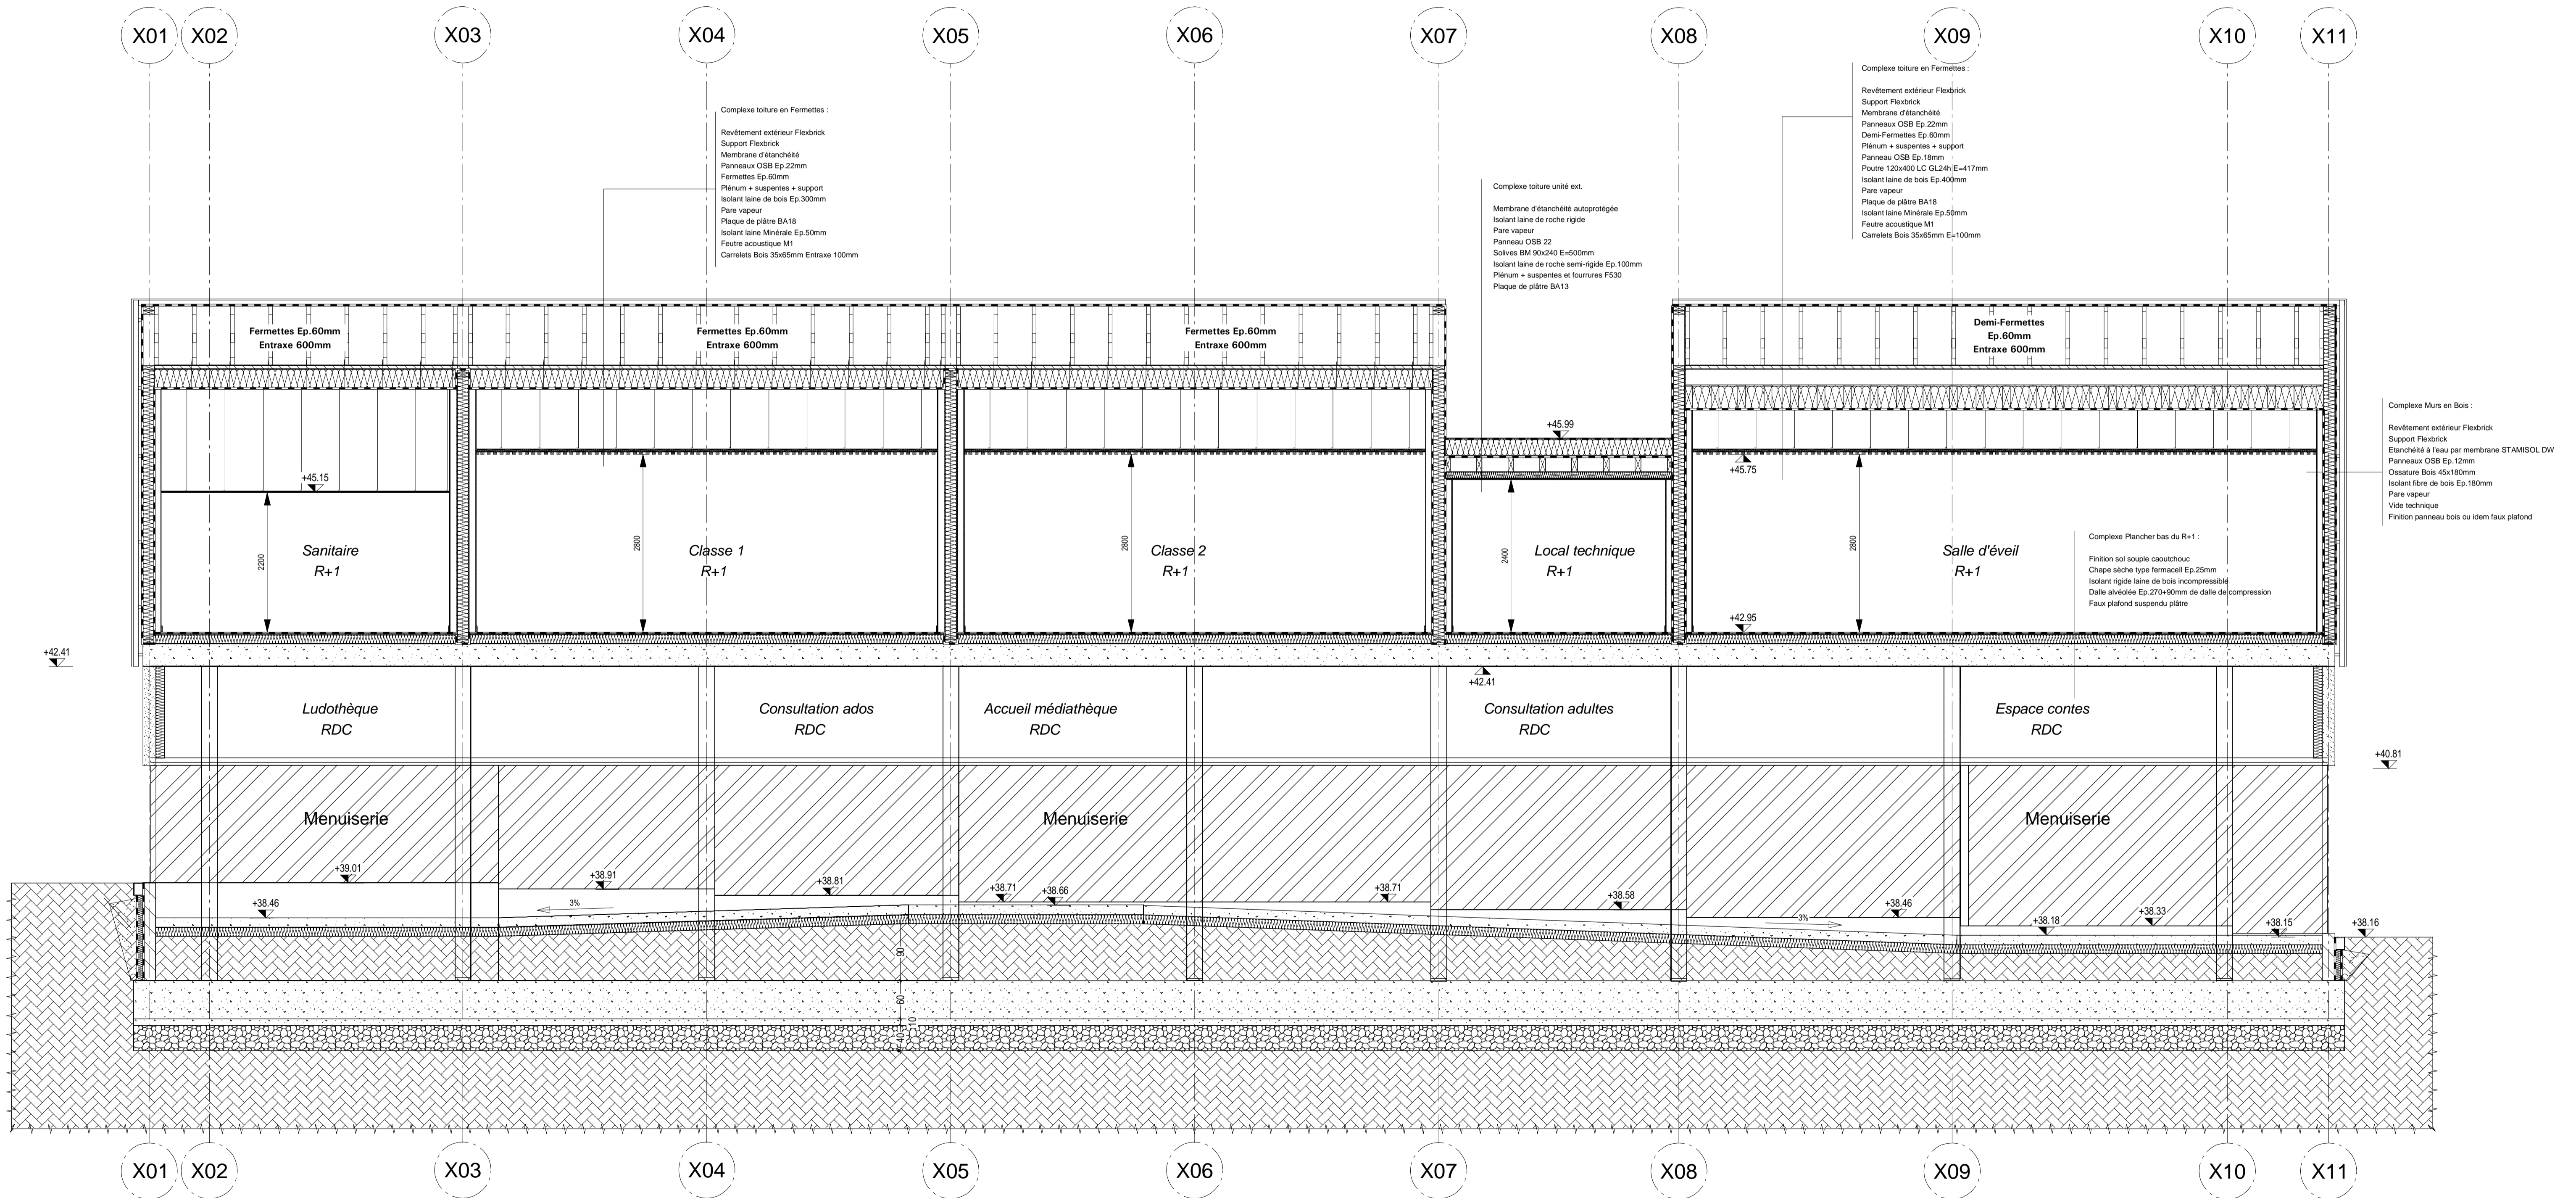 X01 X02 X03 X04 X05 X06 X07 X08 X09 X10 X11
Complexe toiture en Fermettes :
Revêtement extérieur Flexbrick
Support Flexbrick
Membrane d'étanchéité
Panneaux OSB Ep.22mm
Fermettes Ep.60mm
Plénum + suspentes + support
Isolant laine de bois Ep.300mm
Pare vapeur
Plaque de plâtre BA18
Isolant laine Minérale Ep.50mm
Feutre acoustique M1
Carrelets Bois 35x65mm Entraxe 100mm
Complexe toiture unité ext.
Membrane d'étanchéité autoprotégée
Isolant laine de roche rigide
Pare vapeur
Panneau OSB 22
Solives BM 90x240 E=500mm
Isolant laine de roche semi-rigide Ep.100mm
Plénum + suspentes et fourrures F530
Plaque de plâtre BA13
Complexe toiture en Fermettes :
Revêtement extérieur Flexbrick
Support Flexbrick
Membrane d'étanchéité
Panneaux OSB Ep.22mm
Demi-Fermettes Ep.60mm
Plénum + suspentes + support
Panneau OSB Ep.18mm
Poutre 120x400 LC GL24h E=417mm
Isolant laine de bois Ep.400mm
Pare vapeur
Plaque de plâtre BA18
Isolant laine Minérale Ep.50mm
Feutre acoustique M1
Carrelets Bois 35x65mm E=100mm
Fermettes Ep.60mm
Entraxe 600mm
Fermettes Ep.60mm
Entraxe 600mm
Fermettes Ep.60mm
Entraxe 600mm
Demi-Fermettes
Ep.60mm
Entraxe 600mm
Complexe Murs en Bois :
Revêtement extérieur Flexbrick
Support Flexbrick
Etanchéité à l'eau par membrane STAMISOL DW
Panneaux OSB Ep.12mm
Ossature Bois 45x180mm
Isolant fibre de bois Ep.180mm
Pare vapeur
Vide technique
Finition panneau bois ou idem faux plafond
+45.99
+45.75
+45.15
2200
2800
2800
2400
2800
Sanitaire
R+1
Classe 1
R+1
Classe 2
R+1
Local technique
R+1
Salle d'éveil
R+1
Complexe Plancher bas du R+1 :
Finition sol souple caoutchouc
Chape sèche type fermacell Ep.25mm
Isolant rigide laine de bois incompressible
Dalle alvéolée Ep.270+90mm de dalle de compression
Faux plafond suspendu plâtre
+42.95
+42.41
+42.41
Ludothèque
RDC
Consultation ados
RDC
Accueil médiathèque
RDC
Consultation adultes
RDC
Espace contes
RDC
+40.81
Menuiserie
Menuiserie
Menuiserie
+39.01
+38.91
+38.81
+38.71
+38.66
+38.71
+38.58
+38.46
+38.46
3%
3%
+38.18
+38.33
+38.15
+38.16
90
60
10
40
X01 X02 X03 X04 X05 X06 X07 X08 X09 X10 X11